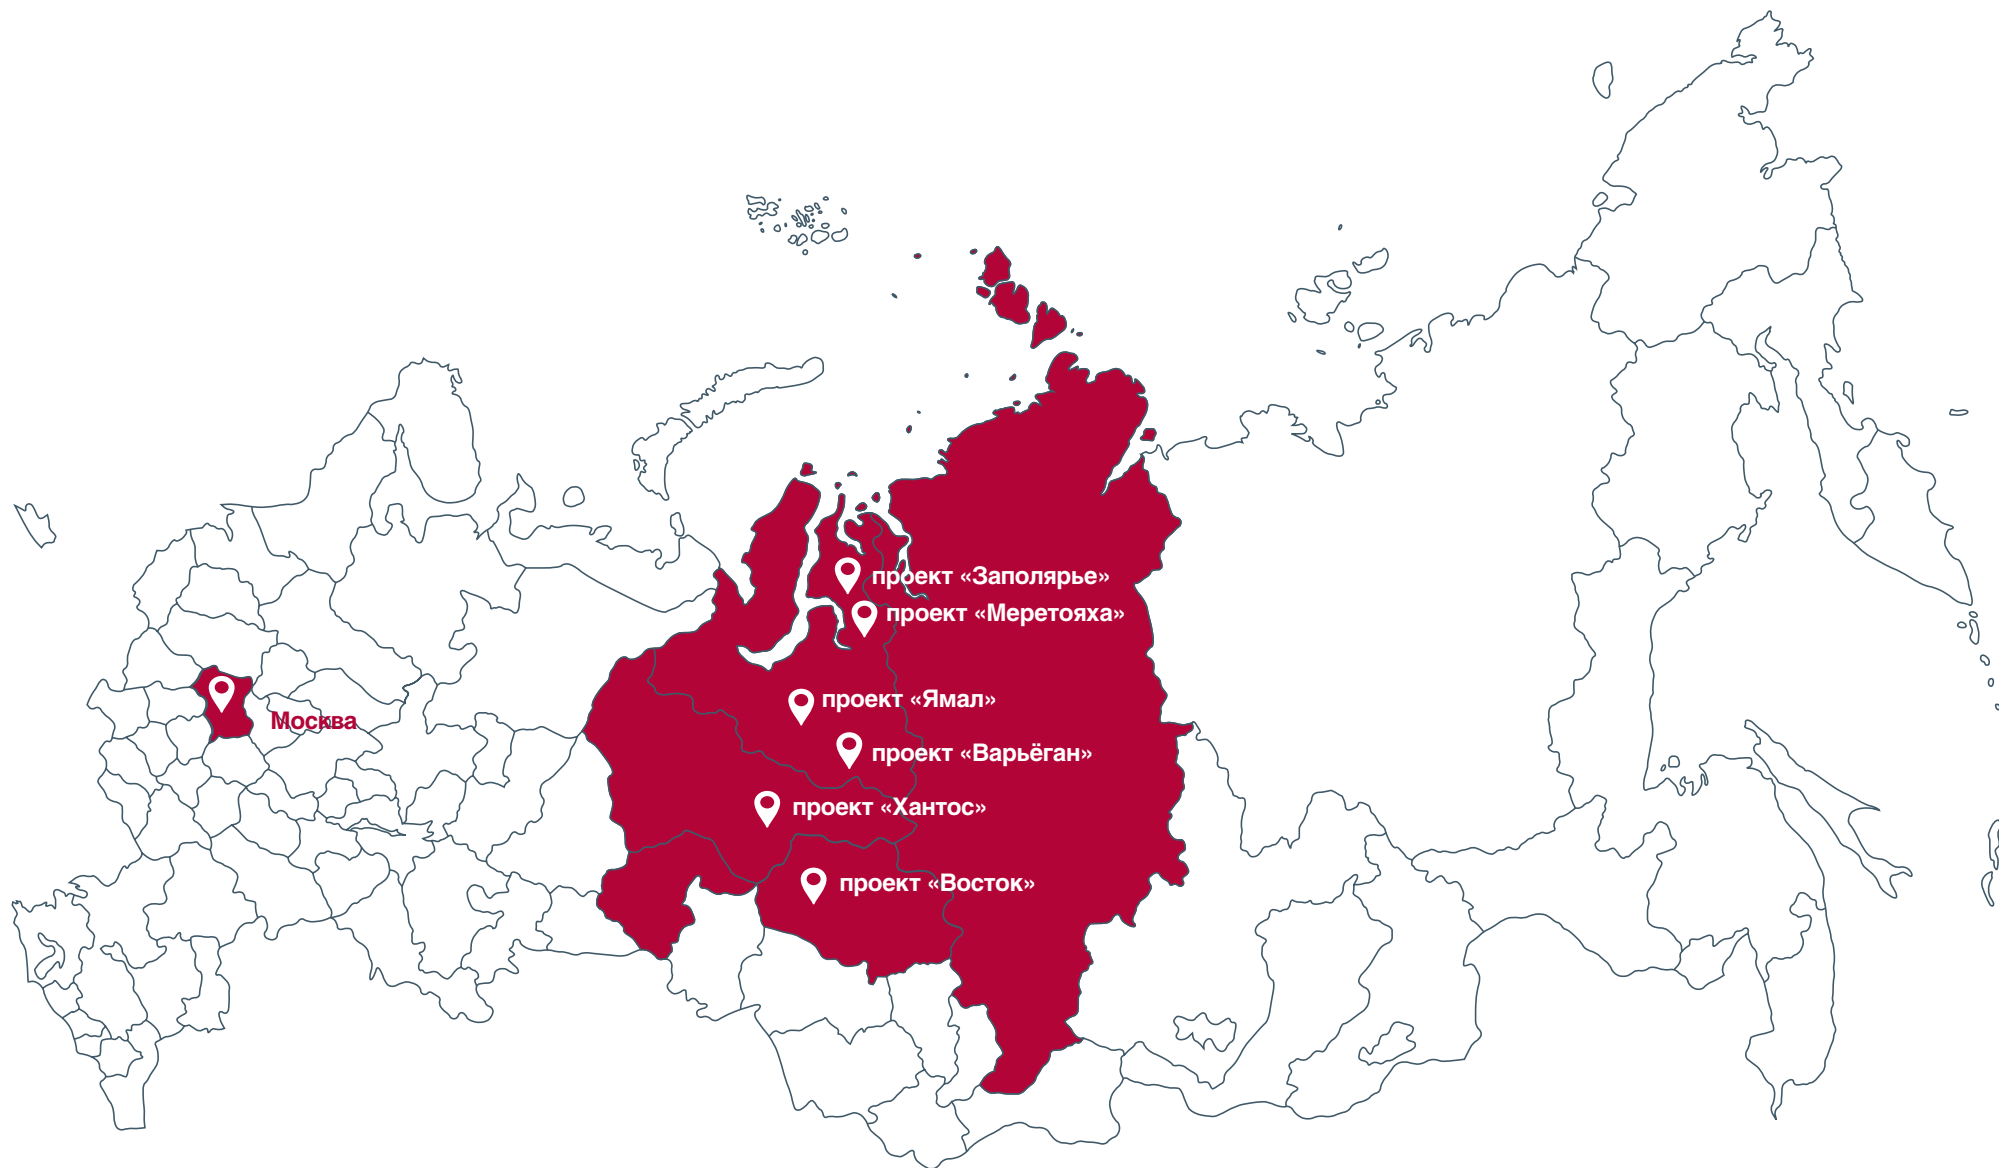 проект «Заполярье»
проект «Меретояха»
проект «Ямал»
Москва
проект «Варьёган»
проект «Хантос»
проект «Восток»